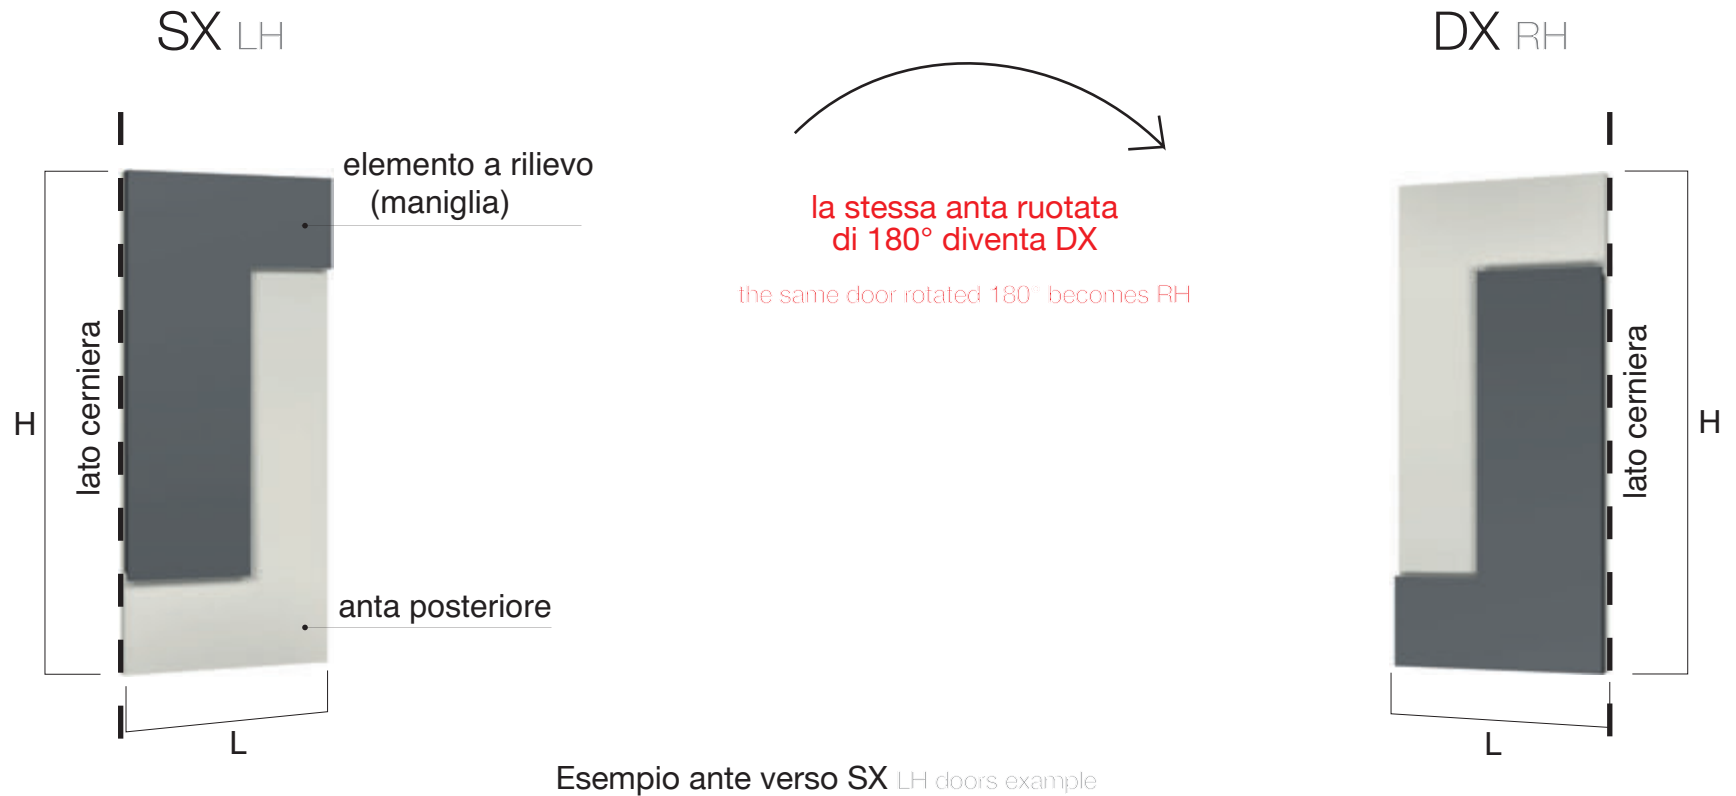 SX LH
DX RH
elemento a rilievo
(maniglia)
la stessa anta ruotata
di 180° diventa DX
the same door rotated 180° becomes RH
lato cerniera
H
lato cerniera
H
anta posteriore
L
L
Esempio ante verso SX LH doors example